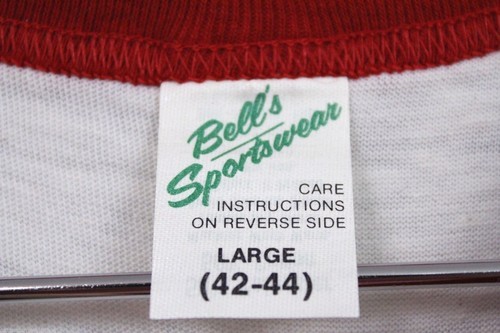 Bell's
Sportswear
CARE
INSTRUCTIONS
ON REVERSE SIDE
LARGE
(42-44)